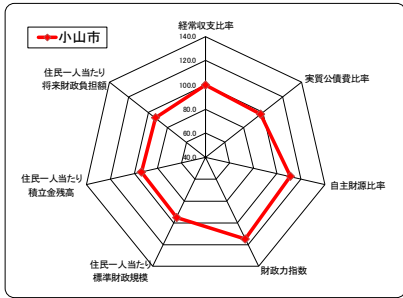 小山市
経常収支比率
140.0
120.0
100.0
80.0
60.0
40.0
実質公債費比率
自主財源比率
財政力指数
住民一人当たり
標準財政規模
住民一人当たり
積立金残高
住民一人当たり
将来財政負担額